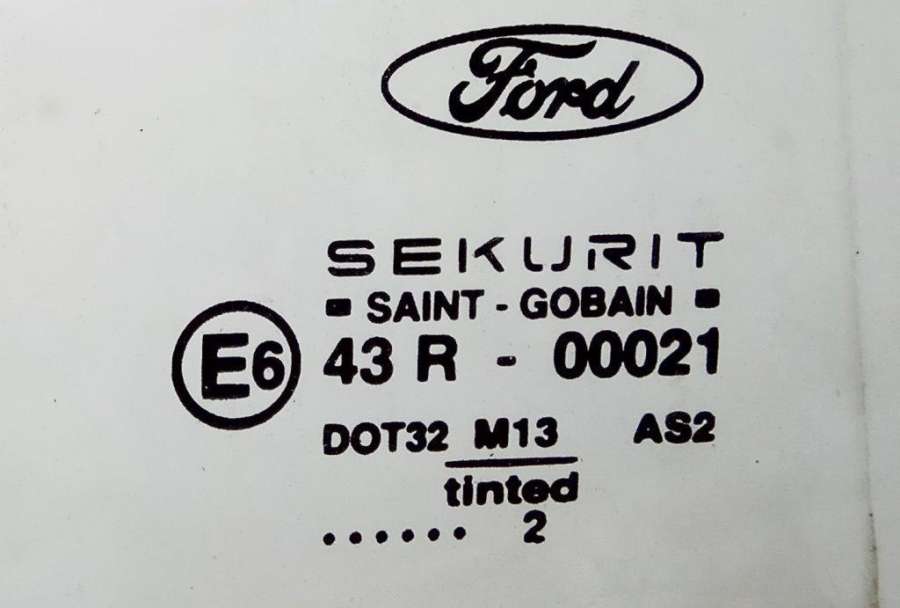 Ford
SEKURIT
SAINT - GOBAIN
E6 43 R - 00021
DOT32 M13 AS2
tinted
...... 2